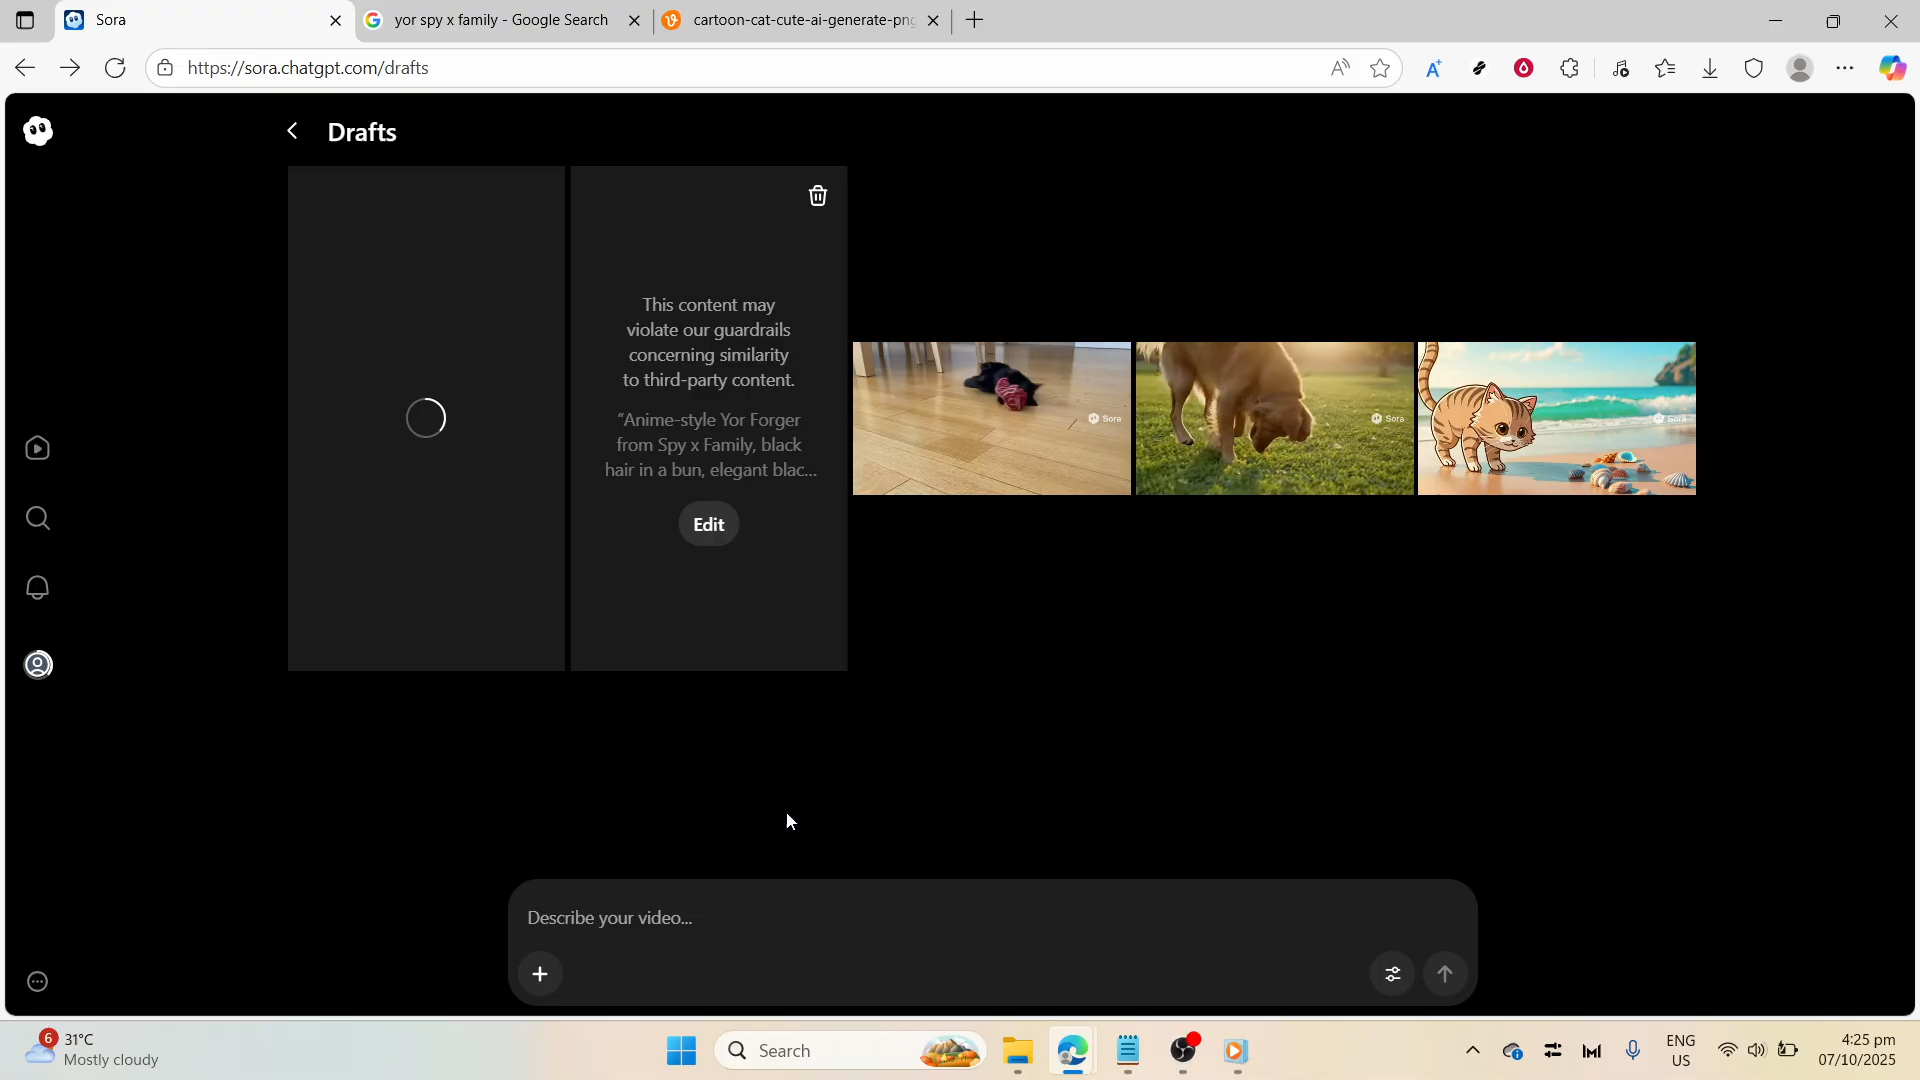 Sora
yor spy x family - Google Search
cartoon-cat-cute-ai-generate-png
https://sora.chatgpt.com/drafts
Drafts
This content may
violate our guardrails
concerning similarity
to third-party content.
“Anime-style Yor Forger
from Spy x Family, black
hair in a bun, elegant blac...
Edit
Sora
Sora
Sora
Describe your video...
6
31°C
Mostly cloudy
Search
ENG
US
4:25 pm
07/10/2025